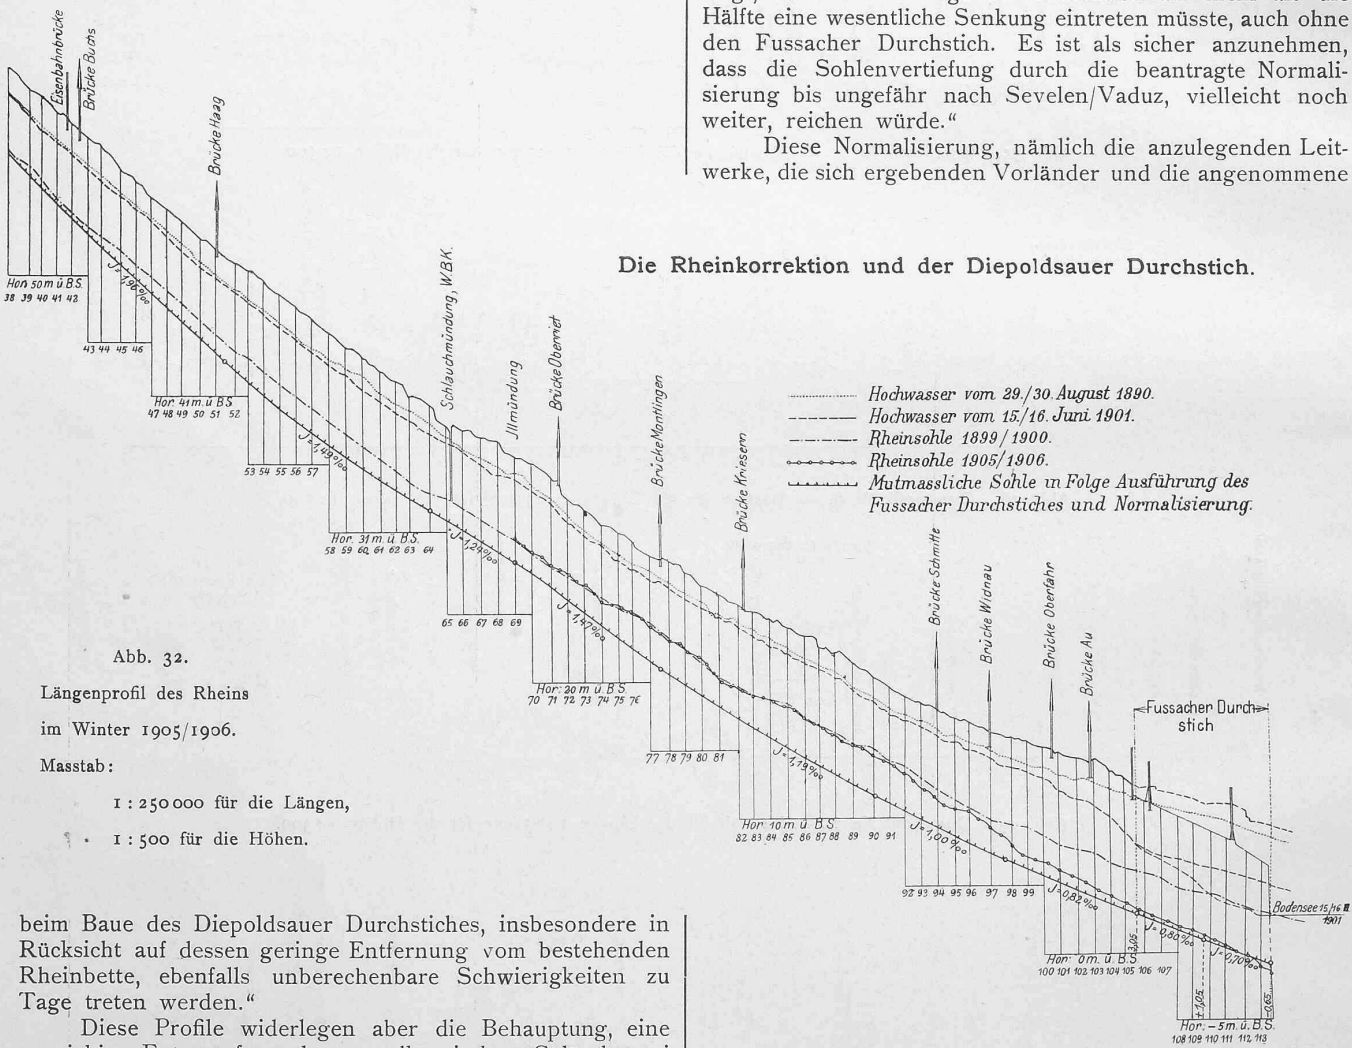 Hälfte eine wesentliche Senkung eintreten müsste, auch ohne
den Fussacher Durchstich. Es ist als sicher anzunehmen,
dass die Sohlenvertiefung durch die beantragte Normali-
sierung bis ungefähr nach Sevelen/Vaduz, vielleicht noch
weiter, reichen würde.“
Diese Normalisierung, nämlich die anzulegenden Leit-
werke, die sich ergebenden Vorländer und die angenommene
Die Rheinkorrektion und der Diepoldsauer Durchstich.
Eisenbahnbrücke
Brücke Buchs
Brücke Haag
Schlauchmündung, W.B.K.
Jllmündung
Brücke Oberriet
Brücke Montlingen
Brücke Kriesern
Brücke Schmitte
Brücke Widnau
Brücke Oberfahr
Brücke Au
Fussacher Durch-
stich
Hochwasser vom 29./30. August 1890.
Hochwasser vom 15./16. Juni 1901.
Rheinsohle 1899/1900.
Rheinsohle 1905/1906.
Mutmassliche Sohle in Folge Ausführung des
Fussacher Durchstiches und Normalisierung.
Hor. 50 m ü B.S.
38 39 40 41 42
J=1,96‰
43 44 45 46
Hor. 41 m. ü B.S
47 48 49 50 51 52
53 54 55 56 57
J=1,49‰
Hor. 31 m. ü. B.S.
58 59 60 61 62 63 64
J=1,24‰
65 66 67 68 69
J=1,47‰
Hor. 20 m ü. B.S.
70 71 72 73 74 75 76
77 78 79 80 81
J=1,19‰
Hor. 10 m ü. B.S.
82 83 84 85 86 87 88 89 90 91
J=1,00‰
92 93 94 95 96 97 98 99
J=0,82‰
3,05
Hor. 0 m. ü. B.S
100 101 102 103 104 105 106 107
J=0,80‰
J=0,70‰
+1,05
-0,65
Hor. - 5 m. ü. B.S.
108 109 110 111 112 113
Bodensee 15/16
1901
Abb. 32.
Längenprofil des Rheins
im Winter 1905/1906.
Masstab:
1 : 250 000 für die Längen,
1 : 500 für die Höhen.
beim Baue des Diepoldsauer Durchstiches, insbesondere in
Rücksicht auf dessen geringe Entfernung vom bestehenden
Rheinbette, ebenfalls unberechenbare Schwierigkeiten zu
Tage treten werden.“
Diese Profile widerlegen aber die Behauptung, eine